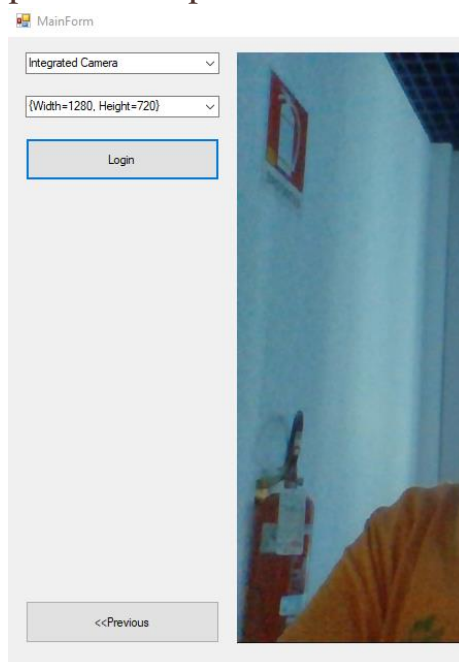 MainForm
Integrated Camera
{Width=1280, Height=720}
Login
<<Previous